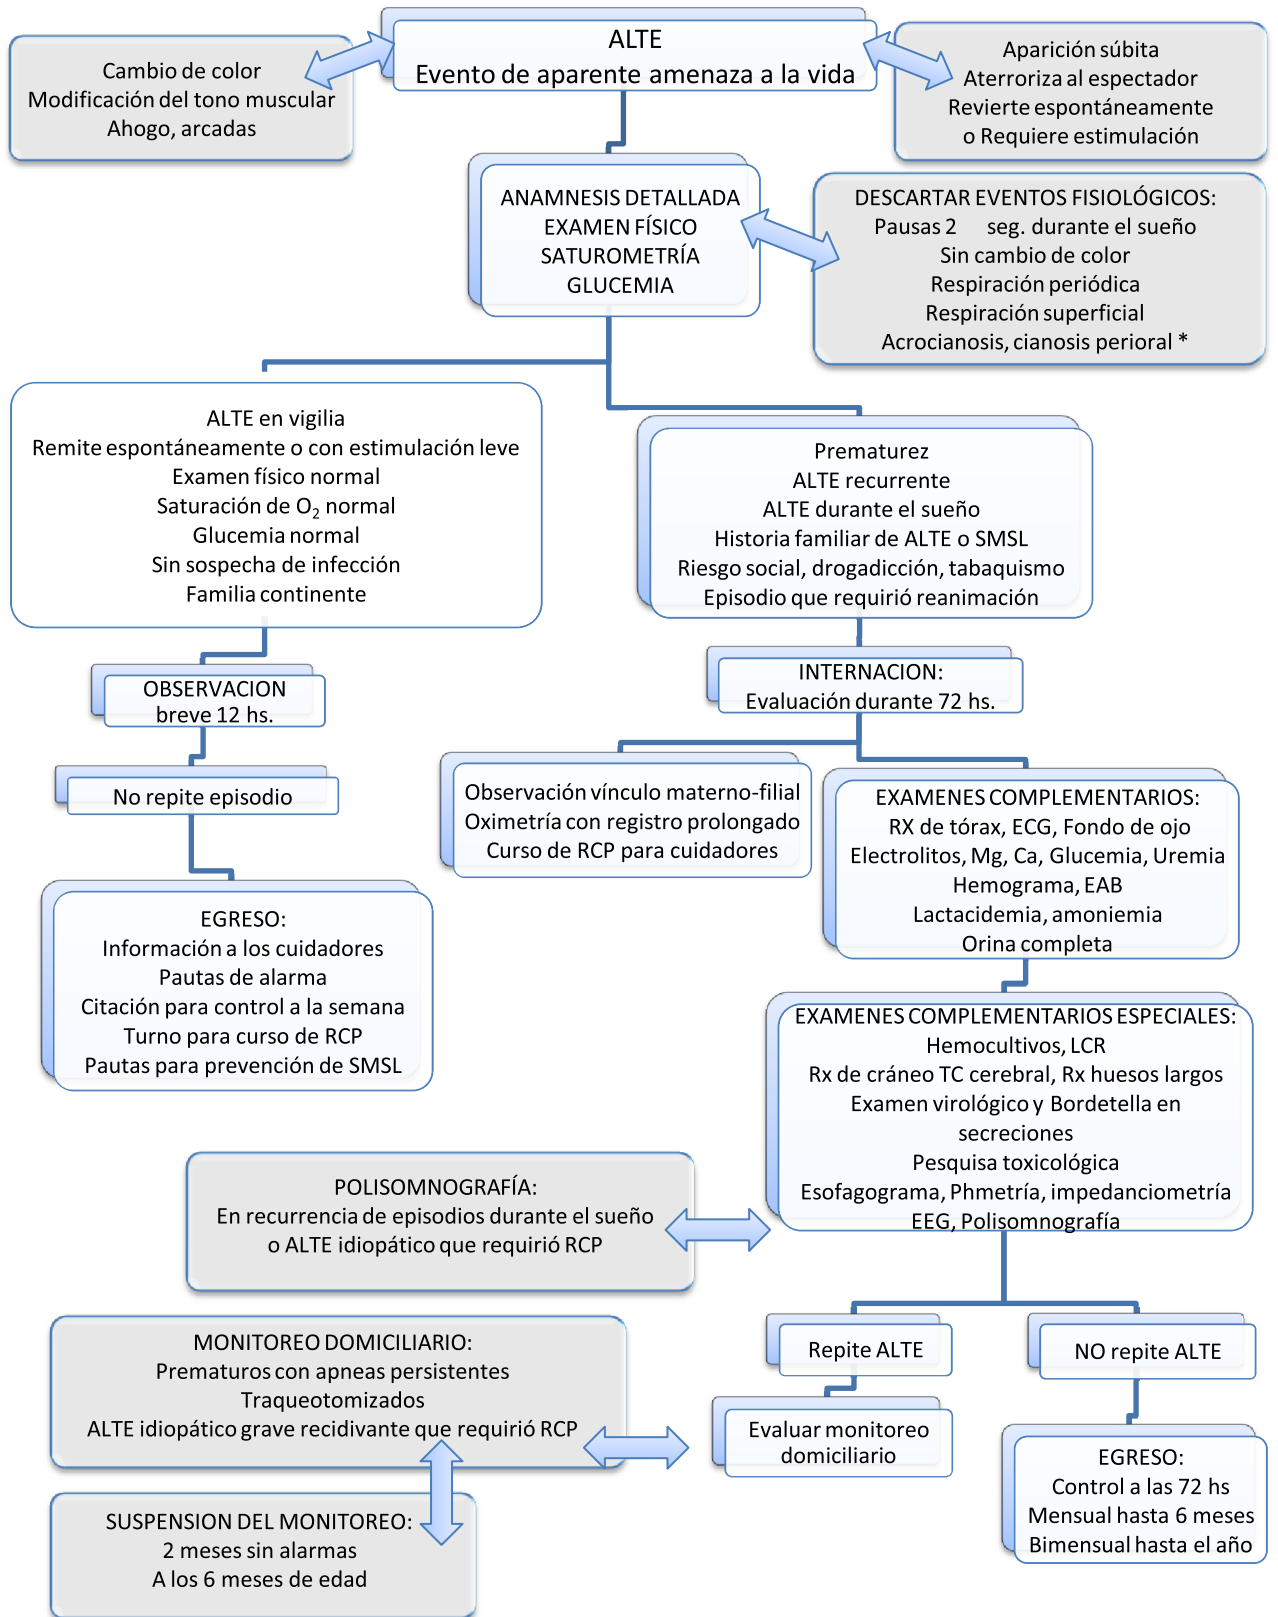 ALTE
Evento de aparente amenaza a la vida
Cambio de color
Modificación del tono muscular
Ahogo, arcadas
Aparición súbita
Aterroriza al espectador
Revierte espontáneamente
o Requiere estimulación
ANAMNESIS DETALLADA
EXAMEN FÍSICO
SATUROMETRÍA
GLUCEMIA
DESCARTAR EVENTOS FISIOLÓGICOS:
Pausas 2 seg. durante el sueño
Sin cambio de color
Respiración periódica
Respiración superficial
Acrocianosis, cianosis perioral *
ALTE en vigilia
Remite espontáneamente o con estimulación leve
Examen físico normal
Saturación de O₂ normal
Glucemia normal
Sin sospecha de infección
Familia continente
Prematurez
ALTE recurrente
ALTE durante el sueño
Historia familiar de ALTE o SMSL
Riesgo social, drogadicción, tabaquismo
Episodio que requirió reanimación
OBSERVACION
breve 12 hs.
INTERNACION:
Evaluación durante 72 hs.
No repite episodio
Observación vínculo materno-filial
Oximetría con registro prolongado
Curso de RCP para cuidadores
EXAMENES COMPLEMENTARIOS:
RX de tórax, ECG, Fondo de ojo
Electrolitos, Mg, Ca, Glucemia, Uremia
Hemograma, EAB
Lactacidemia, amoniemia
Orina completa
EGRESO:
Información a los cuidadores
Pautas de alarma
Citación para control a la semana
Turno para curso de RCP
Pautas para prevención de SMSL
EXAMENES COMPLEMENTARIOS ESPECIALES:
Hemocultivos, LCR
Rx de cráneo TC cerebral, Rx huesos largos
Examen virológico y Bordetella en
secreciones
Pesquisa toxicológica
Esofagograma, Phmetría, impedanciometría
EEG, Polisomnografía
POLISOMNOGRAFÍA:
En recurrencia de episodios durante el sueño
o ALTE idiopático que requirió RCP
MONITOREO DOMICILIARIO:
Prematuros con apneas persistentes
Traqueotomizados
ALTE idiopático grave recidivante que requirió RCP
Repite ALTE
NO repite ALTE
Evaluar monitoreo
domiciliario
EGRESO:
Control a las 72 hs
Mensual hasta 6 meses
Bimensual hasta el año
SUSPENSION DEL MONITOREO:
2 meses sin alarmas
A los 6 meses de edad